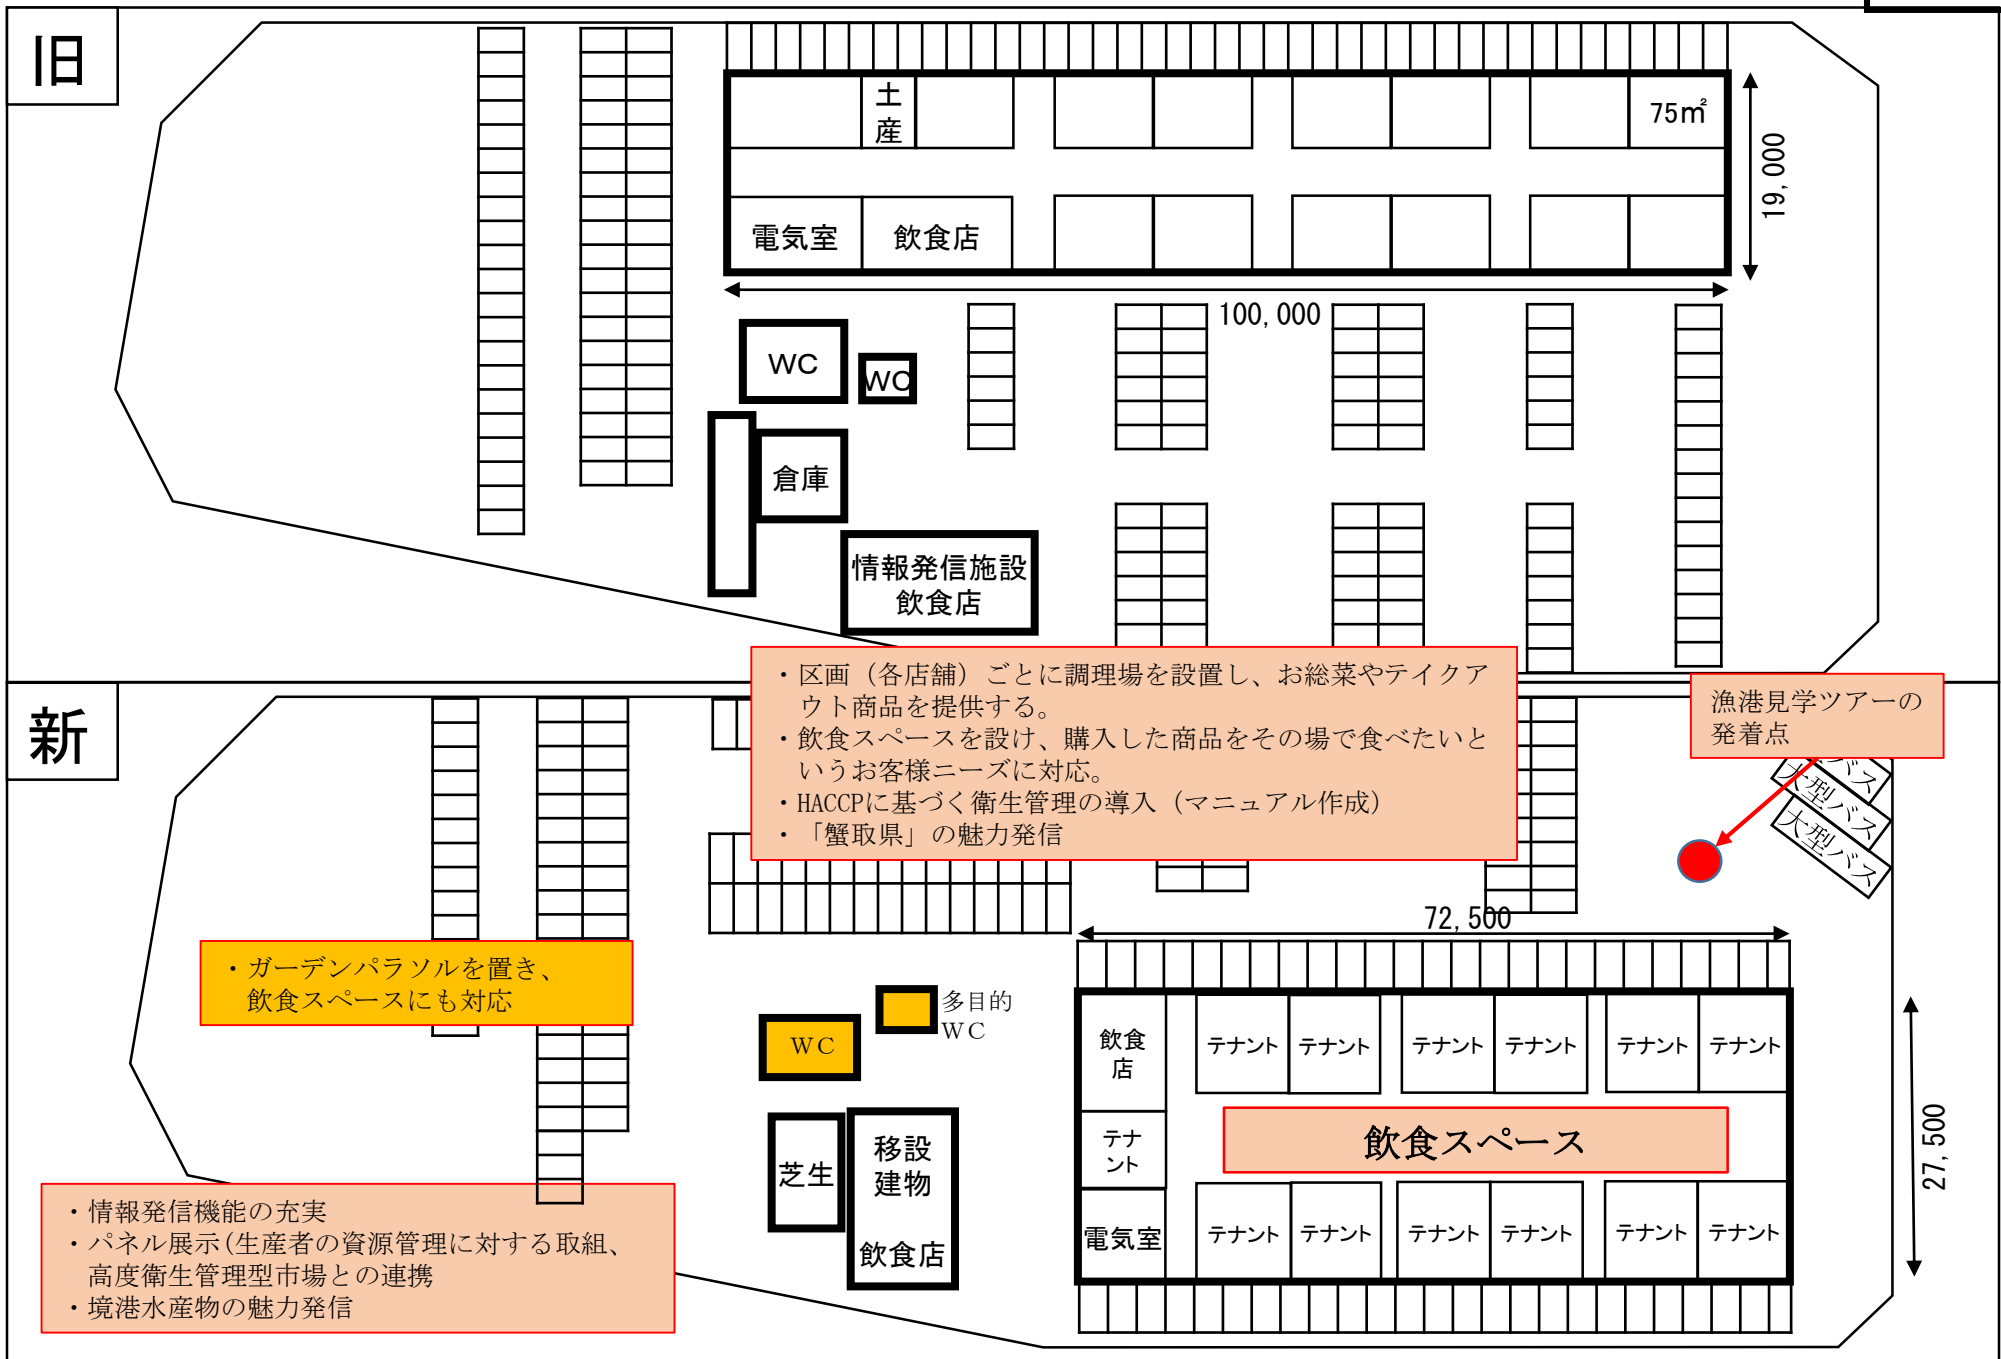 旧
土
産
75㎡
19,000
電気室
飲食店
100,000
WC
WC
倉庫
情報発信施設
飲食店
新
・区画（各店舗）ごとに調理場を設置し、お総菜やテイクア
ウト商品を提供する。
・飲食スペースを設け、購入した商品をその場で食べたいと
いうお客様ニーズに対応。
・HACCPに基づく衛生管理の導入（マニュアル作成）
・「蟹取県」の魅力発信
漁港見学ツアーの
発着点
バス
大型バス
大型バス
72,500
・ガーデンパラソルを置き、
飲食スペースにも対応
多目的
ＷＣ
ＷＣ
飲食
店
テナント
テナント
テナント
テナント
テナント
テナント
テナ
ント
飲食スペース
27,500
芝生
移設
建物
飲食店
電気室
テナント
テナント
テナント
テナント
テナント
テナント
・情報発信機能の充実
・パネル展示(生産者の資源管理に対する取組、
高度衛生管理型市場との連携
・境港水産物の魅力発信